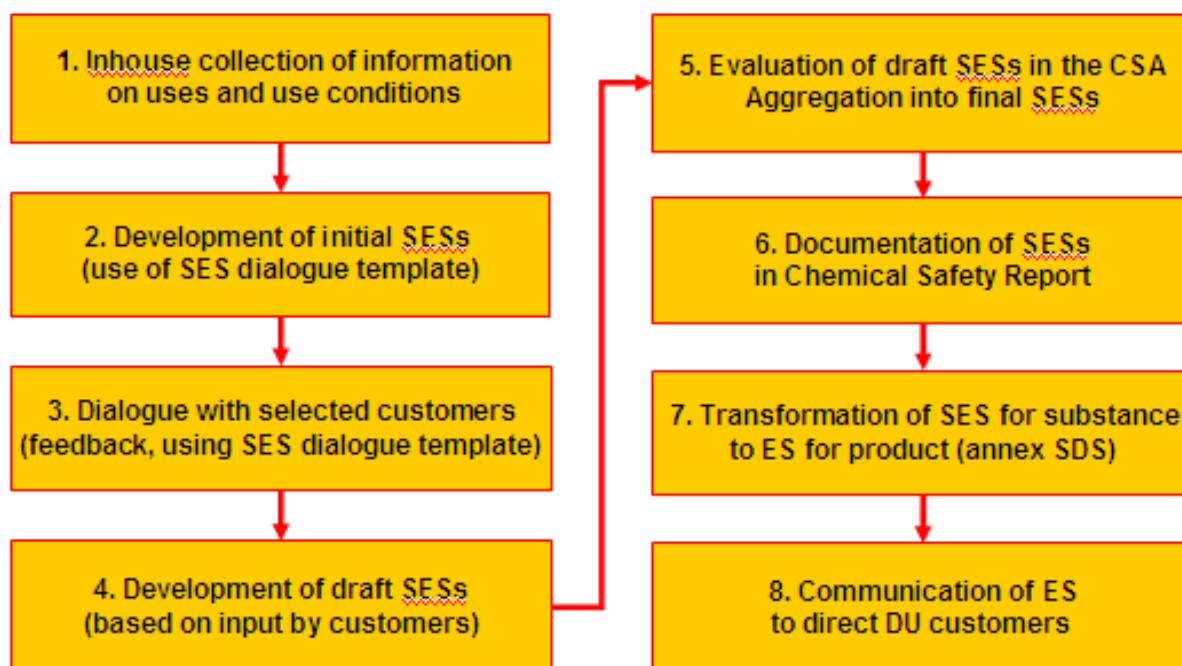 1. Inhouse collection of information
on uses and use conditions
2. Development of initial SESs
(use of SES dialogue template)
3. Dialogue with selected customers
(feedback, using SES dialogue template)
4. Development of draft SESs
(based on input by customers)
5. Evaluation of draft SESs in the CSA
Aggregation into final SESs
6. Documentation of SESs
in Chemical Safety Report
7. Transformation of SES for substance
to ES for product (annex SDS)
8. Communication of ES
to direct DU customers